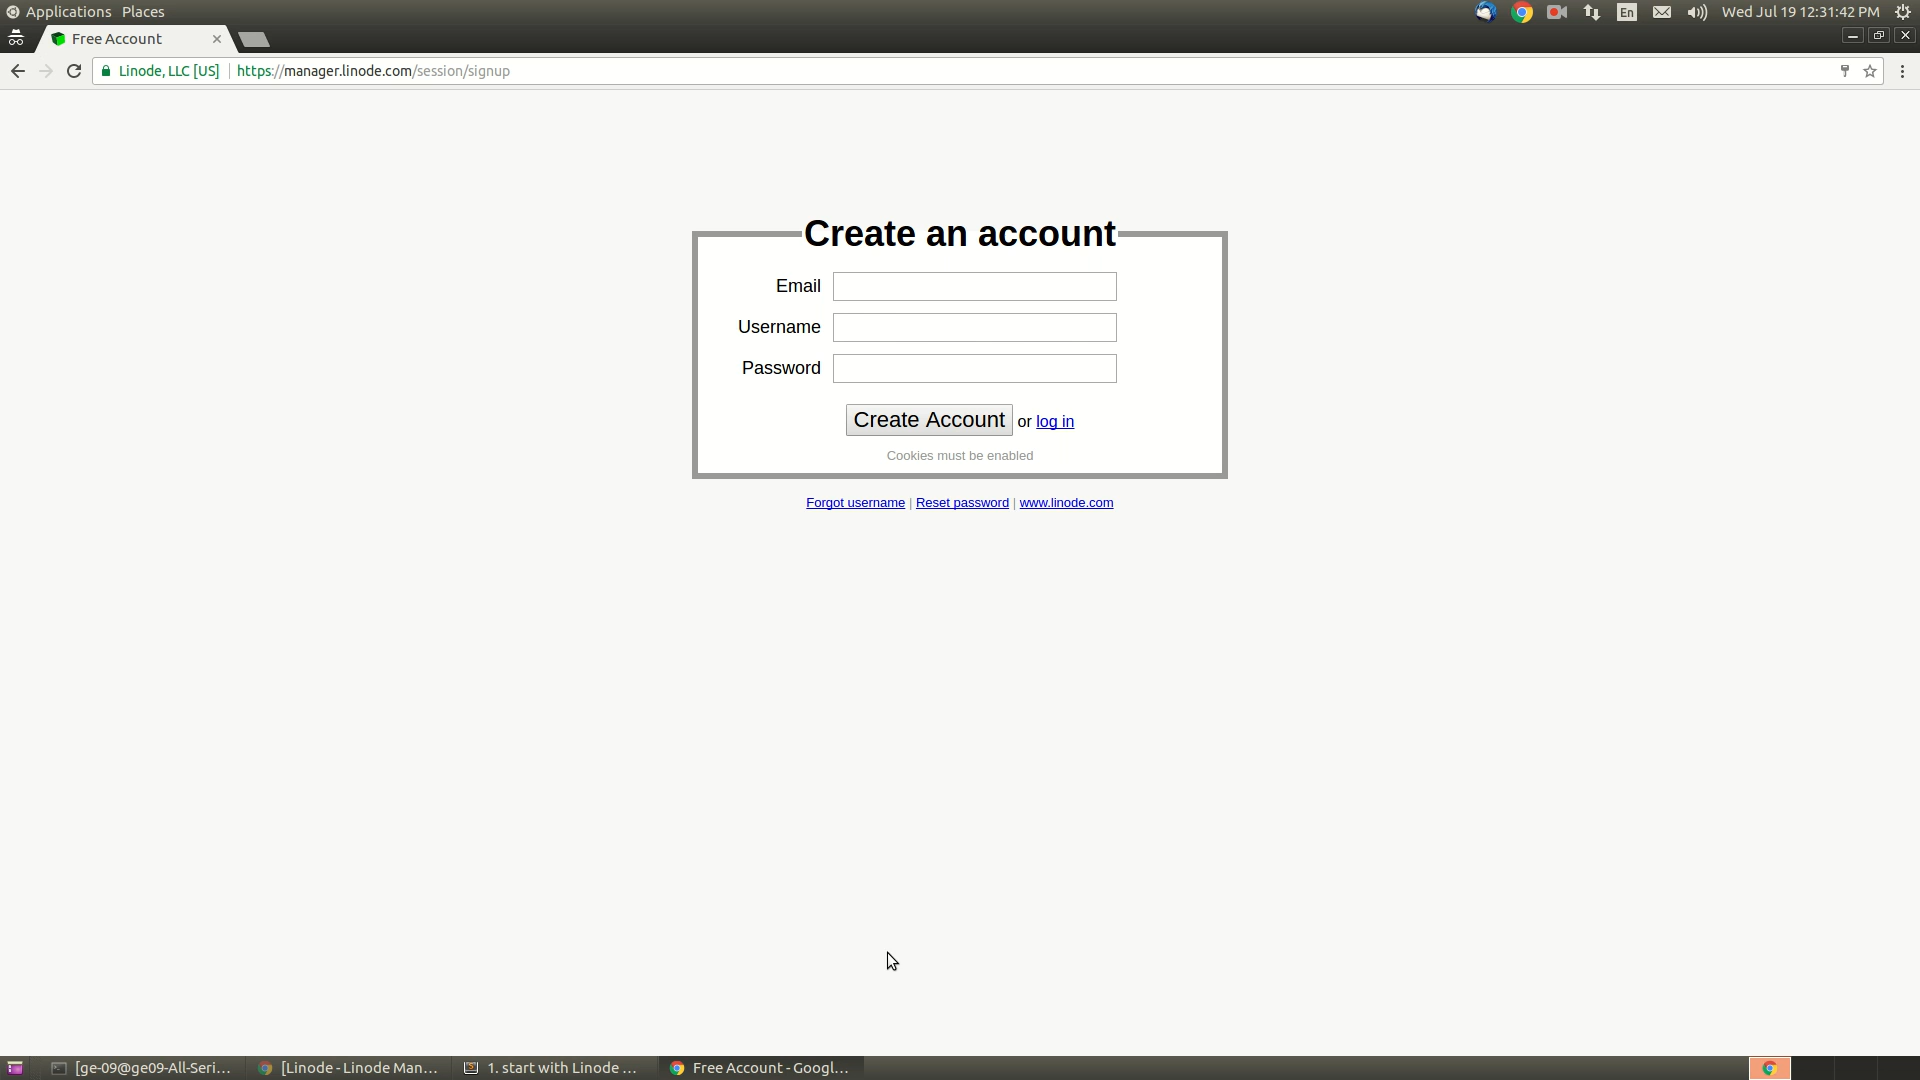 Applications Places
En
Wed Jul 19 12:31:42 PM
Free Account
Linode, LLC [US] https://manager.linode.com/session/signup
Create an account
Email
Username
Password
Create Account or log in
Cookies must be enabled
Forgot username | Reset password | www.linode.com
[ge-09@ge09-All-Seri...
[Linode - Linode Man...
1. start with Linode ...
Free Account - Googl...